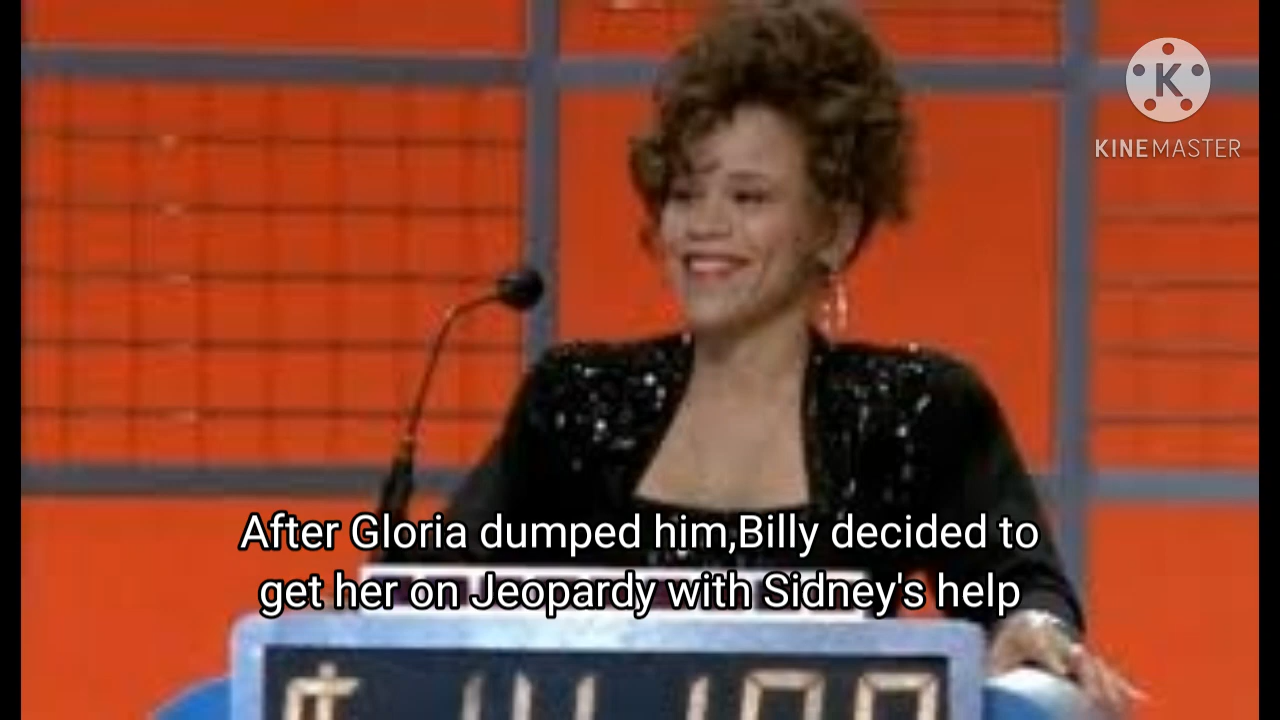 K
KINEMASTER
After Gloria dumped him,Billy decided to
get her on Jeopardy with Sidney's help